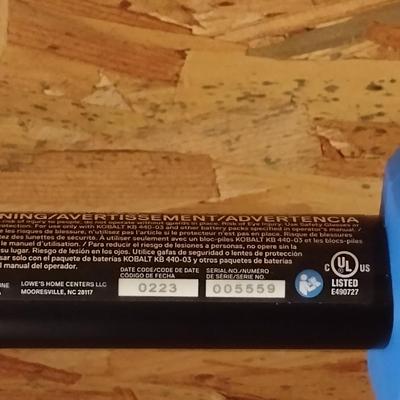 NING/AVERTISSEMENT/ADVERTENCIA
risk of injury to people, do not operate without guards in place. Risk of Eye Injury. Use Safety Glasses or
protection. For use only with KOBALT KB 440-03 and other battery packs specified in operator's manual. /
les risques de blessure, n'utilisez pas l'article si le protecteur n'est pas en place. Risque de blessures
tez des lunettes de sécurité. À utiliser seulement avec un bloc-piles KOBALT KB 440-03 et les blocs-piles
le manuel d'utilisation. / Para reducir el riesgo de lesiones a personas, no opere sin la
su lugar. Riesgo de lesión en los ojos. Utilice gafas de seguridad o lentes de protección
sar solo con el paquete de baterías KOBALT KB 440-03 y otros paquetes de baterías
l manual del operador.
DATE CODE/CODE DE DATE
CÓDIGO DE FECHA
0223
SERIAL NO./NUMÉRO
DE SÉRIE/SERIE NO.
005559
INE
A
LOWE'S HOME CENTERS LLC
MOORESVILLE, NC 28117
C UL US
LISTED
E490727